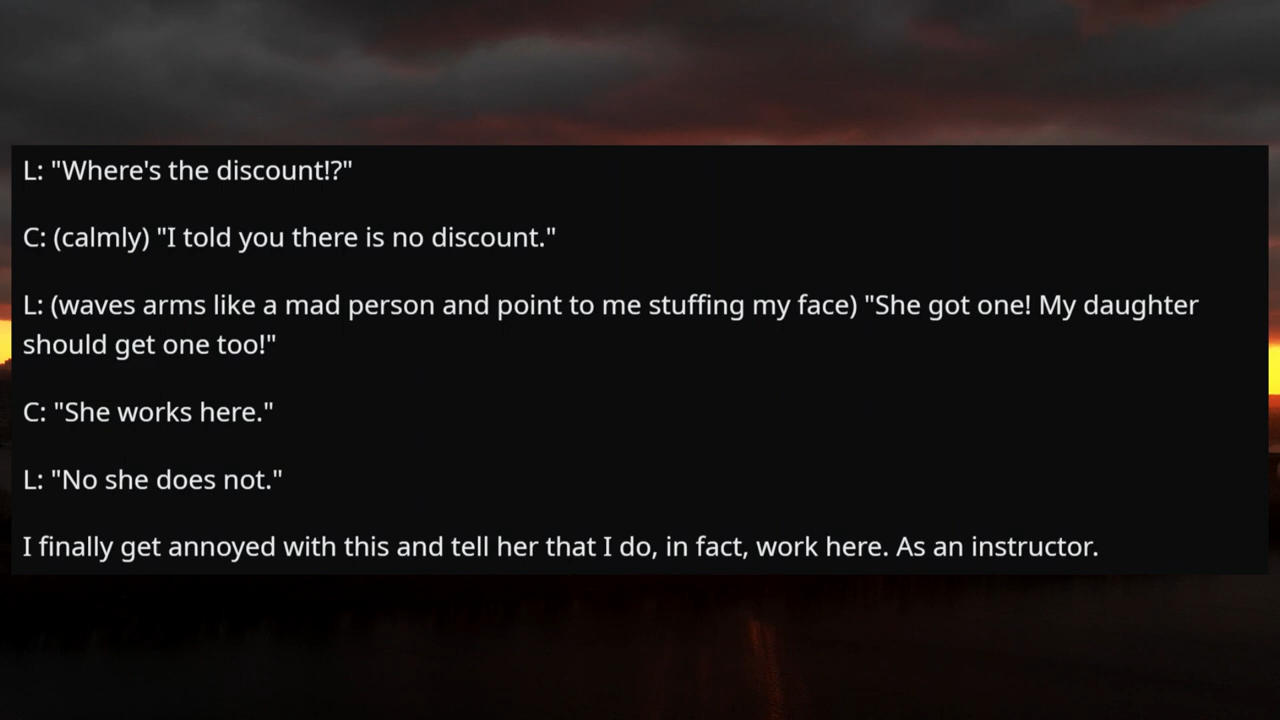 L: "Where's the discount!?"
C: (calmly) "I told you there is no discount."
L: (waves arms like a mad person and point to me stuffing my face) "She got one! My daughter
should get one too!"
C: "She works here."
L: "No she does not."
I finally get annoyed with this and tell her that I do, in fact, work here. As an instructor.